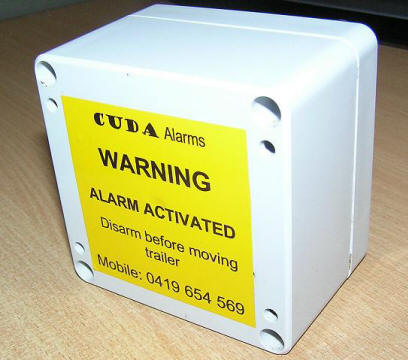 CUDA Alarms
WARNING
ALARM ACTIVATED
Disarm before moving
trailer
Mobile: 0419 654 569